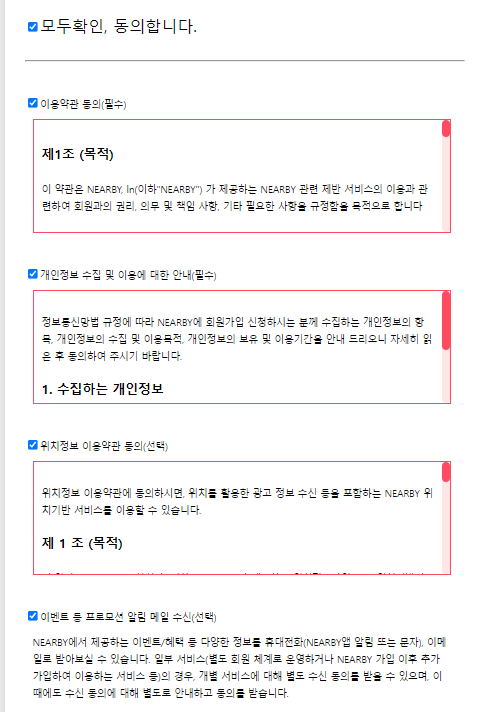 모두확인, 동의합니다.
이용약관 동의(필수)
제1조 (목적)
이 약관은 NEARBY, In(이하"NEARBY") 가 제공하는 NEARBY 관련 제반 서비스의 이용과 관
련하여 회원과의 권리, 의무 및 책임 사항, 기타 필요한 사항을 규정함을 목적으로 합니다
개인정보 수집 및 이용에 대한 안내(필수)
정보통신망법 규정에 따라 NEARBY에 회원가입 신청하시는 분께 수집하는 개인정보의 항
목, 개인정보의 수집 및 이용목적, 개인정보의 보유 및 이용기간을 안내 드리오니 자세히 읽
은 후 동의하여 주시기 바랍니다.
1. 수집하는 개인정보
위치정보 이용약관 동의(선택)
위치정보 이용약관에 동의하시면, 위치를 활용한 광고 정보 수신 등을 포함하는 NEARBY 위
치기반 서비스를 이용할 수 있습니다.
제 1 조 (목적)
이벤트 등 프로모션 알림 메일 수신(선택)
NEARBY에서 제공하는 이벤트/혜택 등 다양한 정보를 휴대전화(NEARBY앱 알림 또는 문자), 이메
일로 받아보실 수 있습니다. 일부 서비스(별도 회원 체계로 운영하거나 NEARBY 가입 이후 추가
가입하여 이용하는 서비스 등)의 경우, 개별 서비스에 대해 별도 수신 동의를 받을 수 있으며, 이
때에도 수신 동의에 대해 별도로 안내하고 동의를 받습니다.